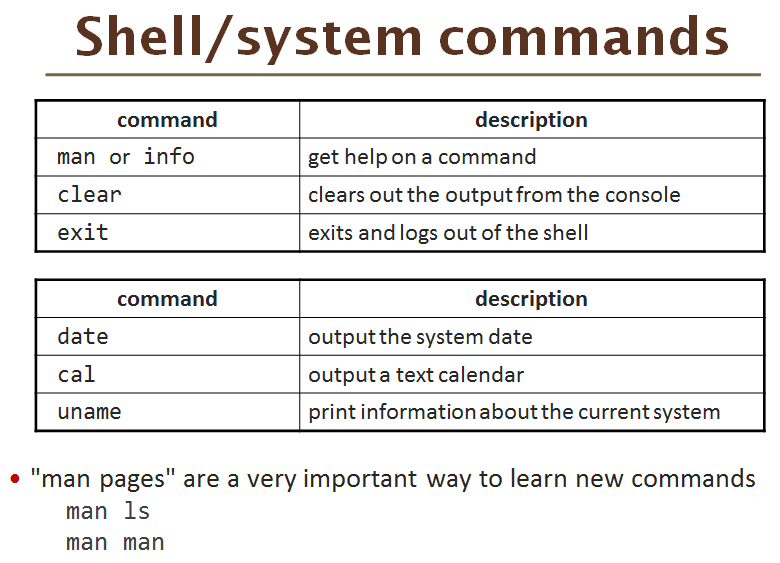 Shell/system commands
command description
man or info get help on a command
clear clears out the output from the console
exit exits and logs out of the shell
command description
date output the system date
cal output a text calendar
uname print information about the current system
• "man pages" are a very important way to learn new commands
man ls
man man